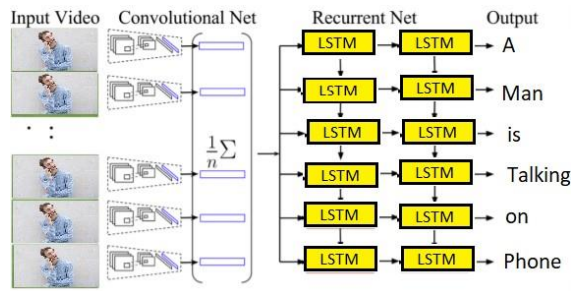 Input Video Convolutional Net Recurrent Net Output
LSTM LSTM A
LSTM LSTM Man
LSTM LSTM is
1/n Σ
LSTM LSTM Talking
LSTM LSTM on
LSTM LSTM Phone